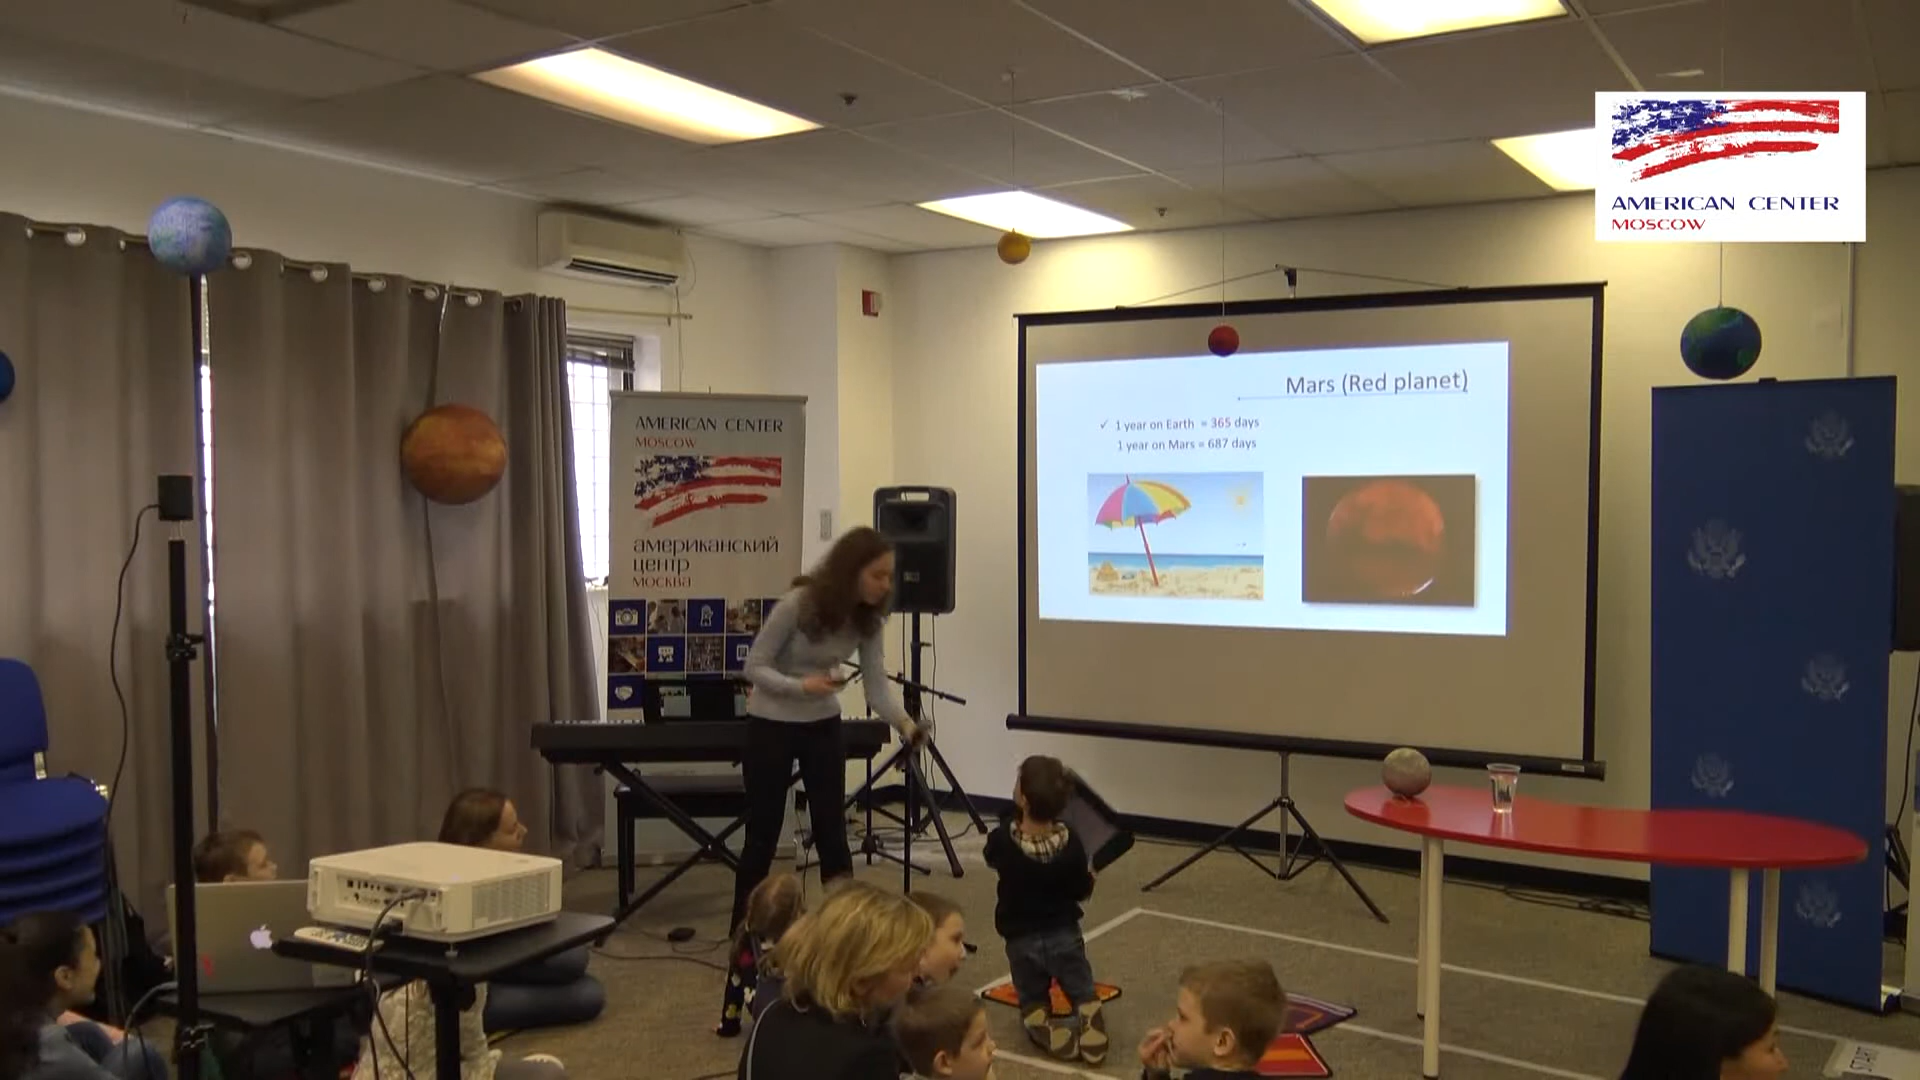 AMERICAN CENTER
MOSCOW
Mars (Red planet)
✓ 1 year on Earth = 365 days
1 year on Mars = 687 days
AMERICAN CENTER
MOSCOW
американский
центр
москва
START